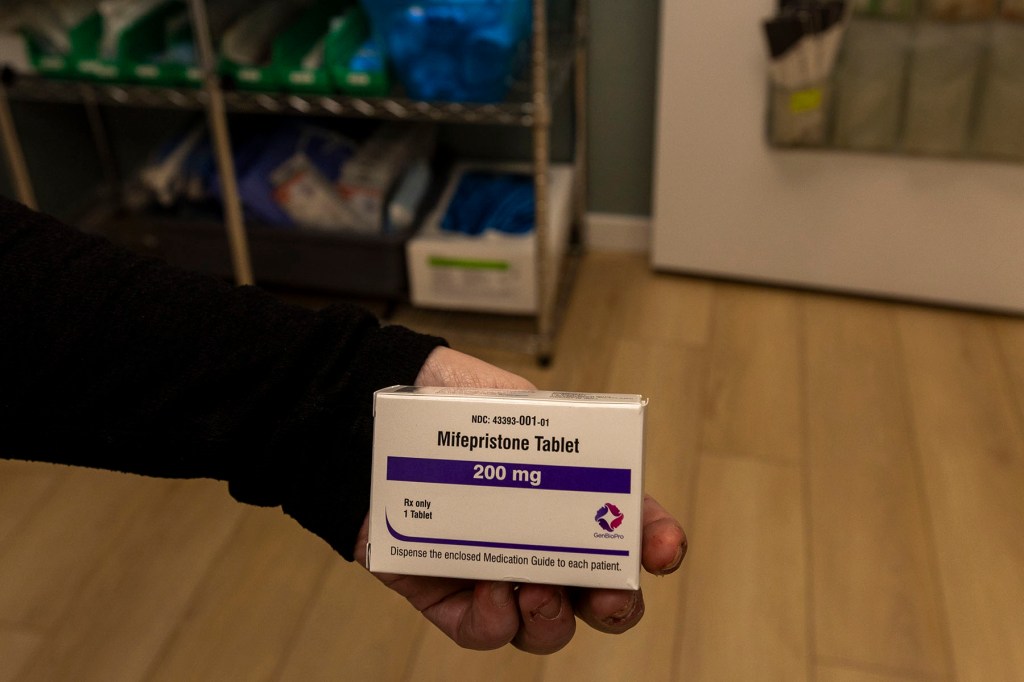 NDC: 43393-001-01
Mifepristone Tablet
200 mg
Rx only
1 Tablet
GenBioPro
Dispense the enclosed Medication Guide to each patient.